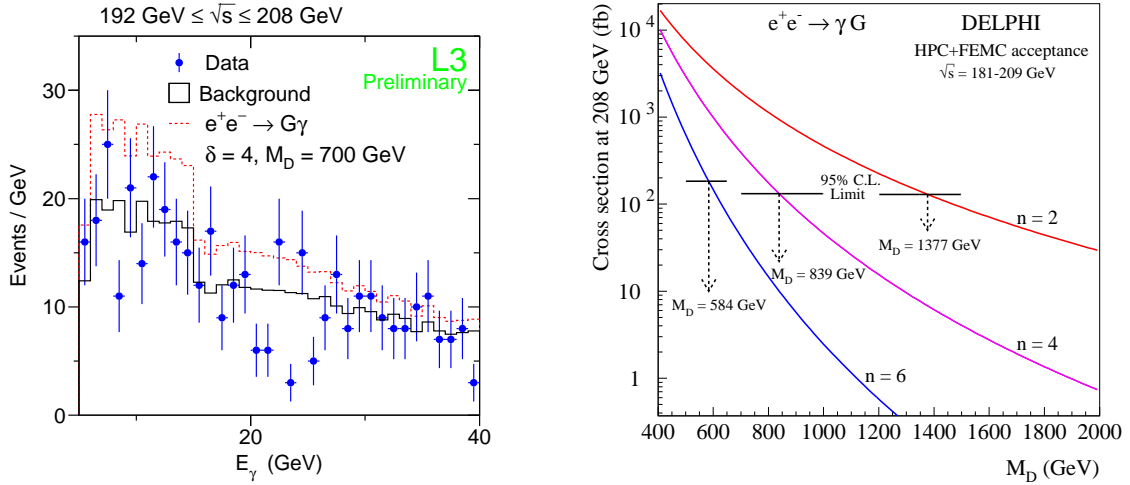 192 GeV ≤ √s ≤ 208 GeV
L3
Preliminary
Data
Background
e⁺e⁻ → Gγ
δ = 4, M_D = 700 GeV
Events / GeV
0
10
20
30
20
40
E_γ (GeV)
e⁺e⁻ → γ G
DELPHI
HPC+FEMC acceptance
√s = 181-209 GeV
Cross section at 208 GeV (fb)
10⁴
10³
10²
10
1
95% C.L.
Limit
n = 2
M_D = 1377 GeV
M_D = 839 GeV
M_D = 584 GeV
n = 4
n = 6
400
600
800
1000
1200
1400
1600
1800
2000
M_D (GeV)